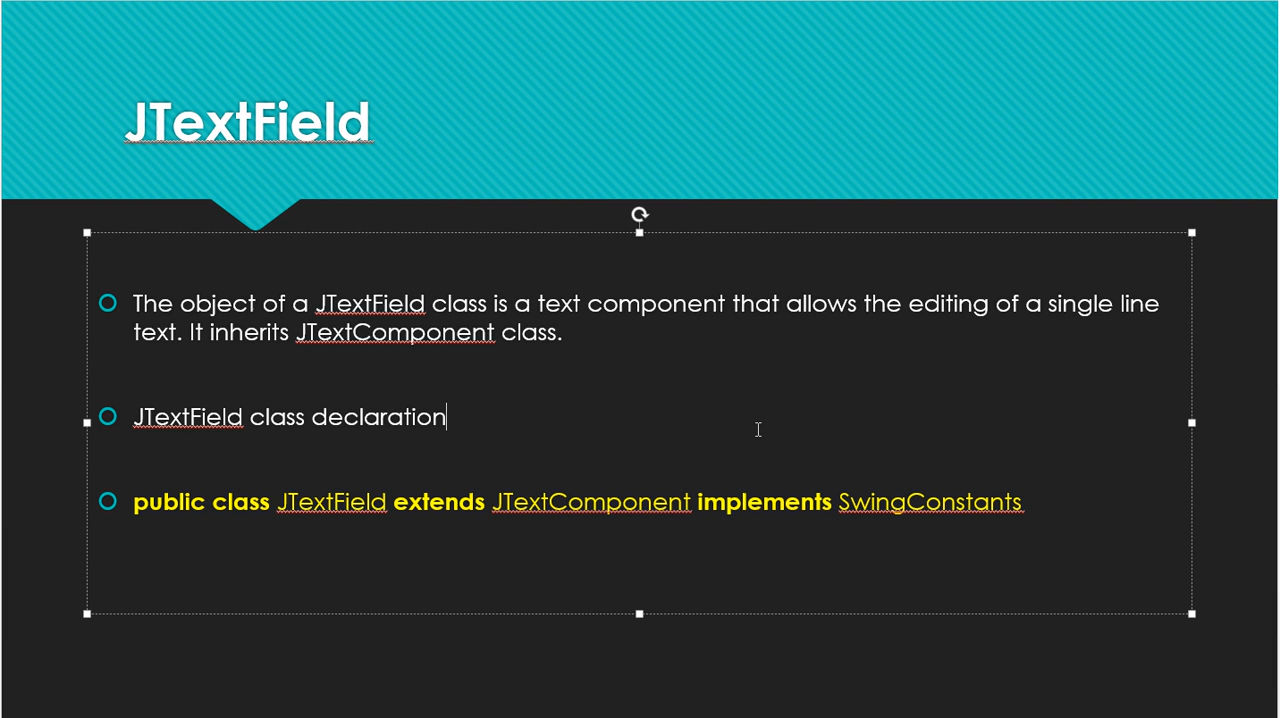 JTextField
The object of a JTextField class is a text component that allows the editing of a single line
text. It inherits JTextComponent class.
JTextField class declaration
public class JTextField extends JTextComponent implements SwingConstants